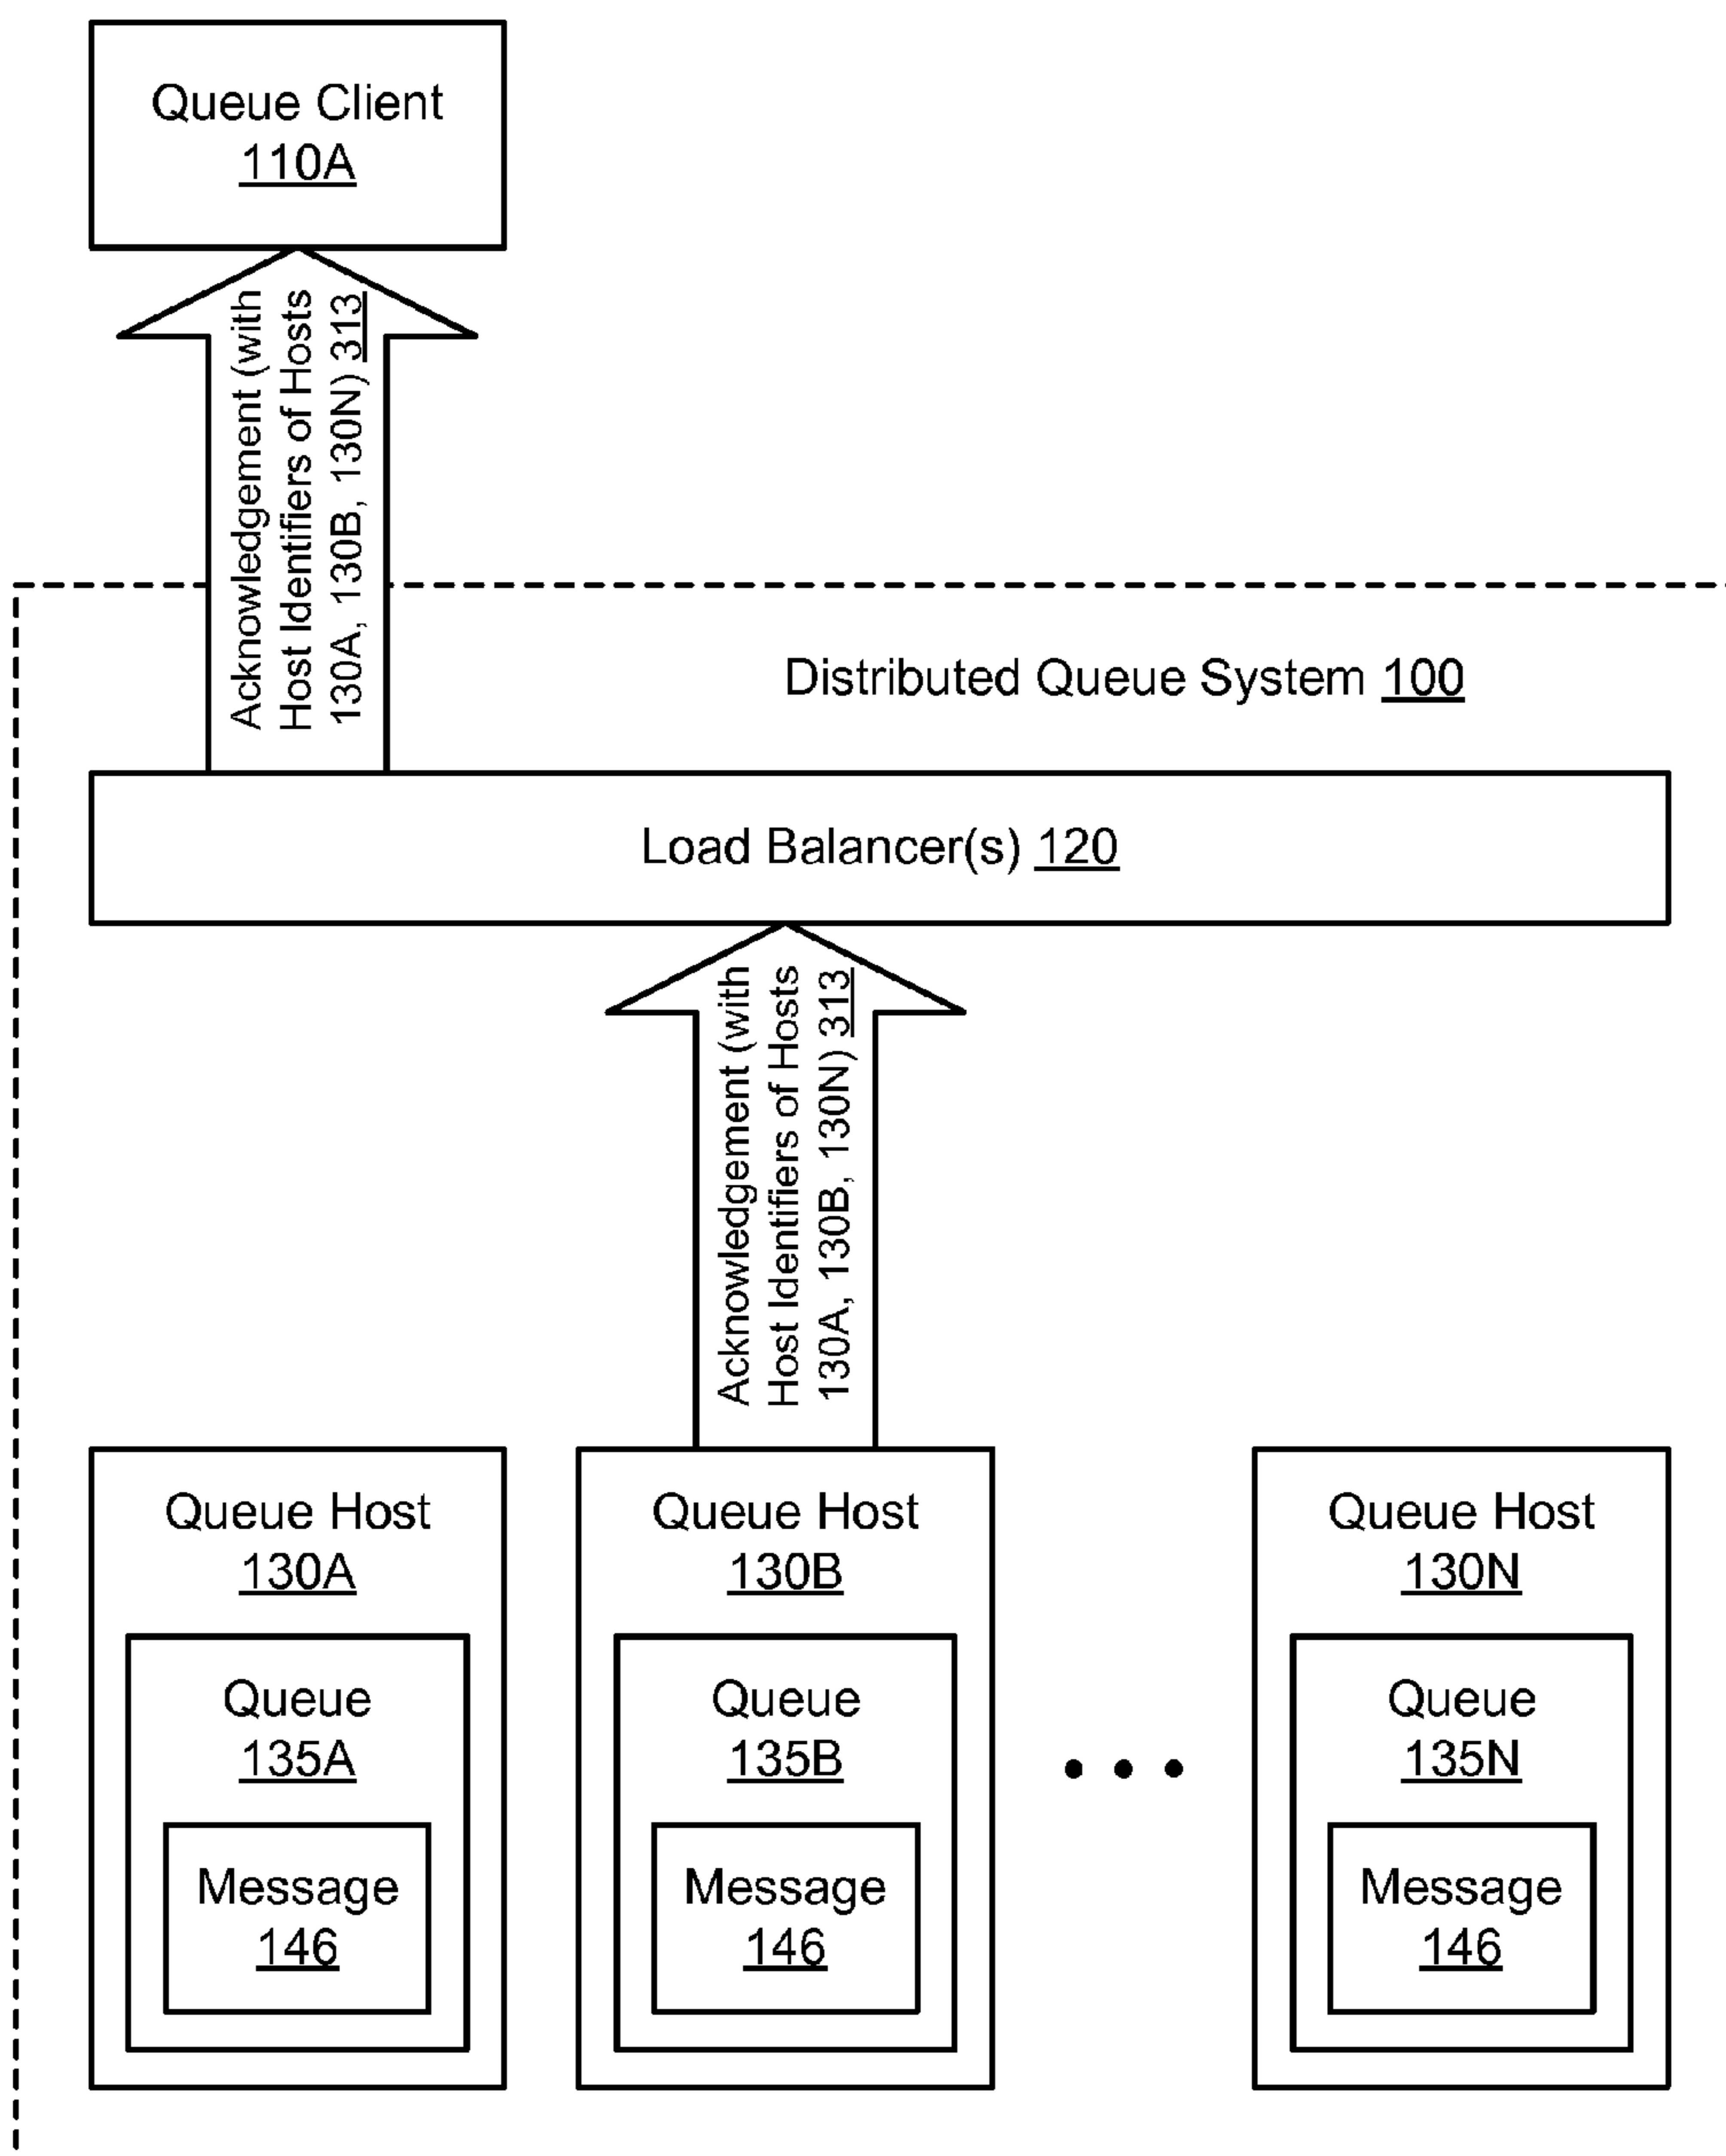 Queue Client
110A
Acknowledgement (with
Host Identifiers of Hosts
130A, 130B, 130N) 313
Distributed Queue System 100
Load Balancer(s) 120
Acknowledgement (with
Host Identifiers of Hosts
130A, 130B, 130N) 313
Queue Host
130A
Queue
135A
Message
146
Queue Host
130B
Queue
135B
Message
146
Queue Host
130N
Queue
135N
Message
146